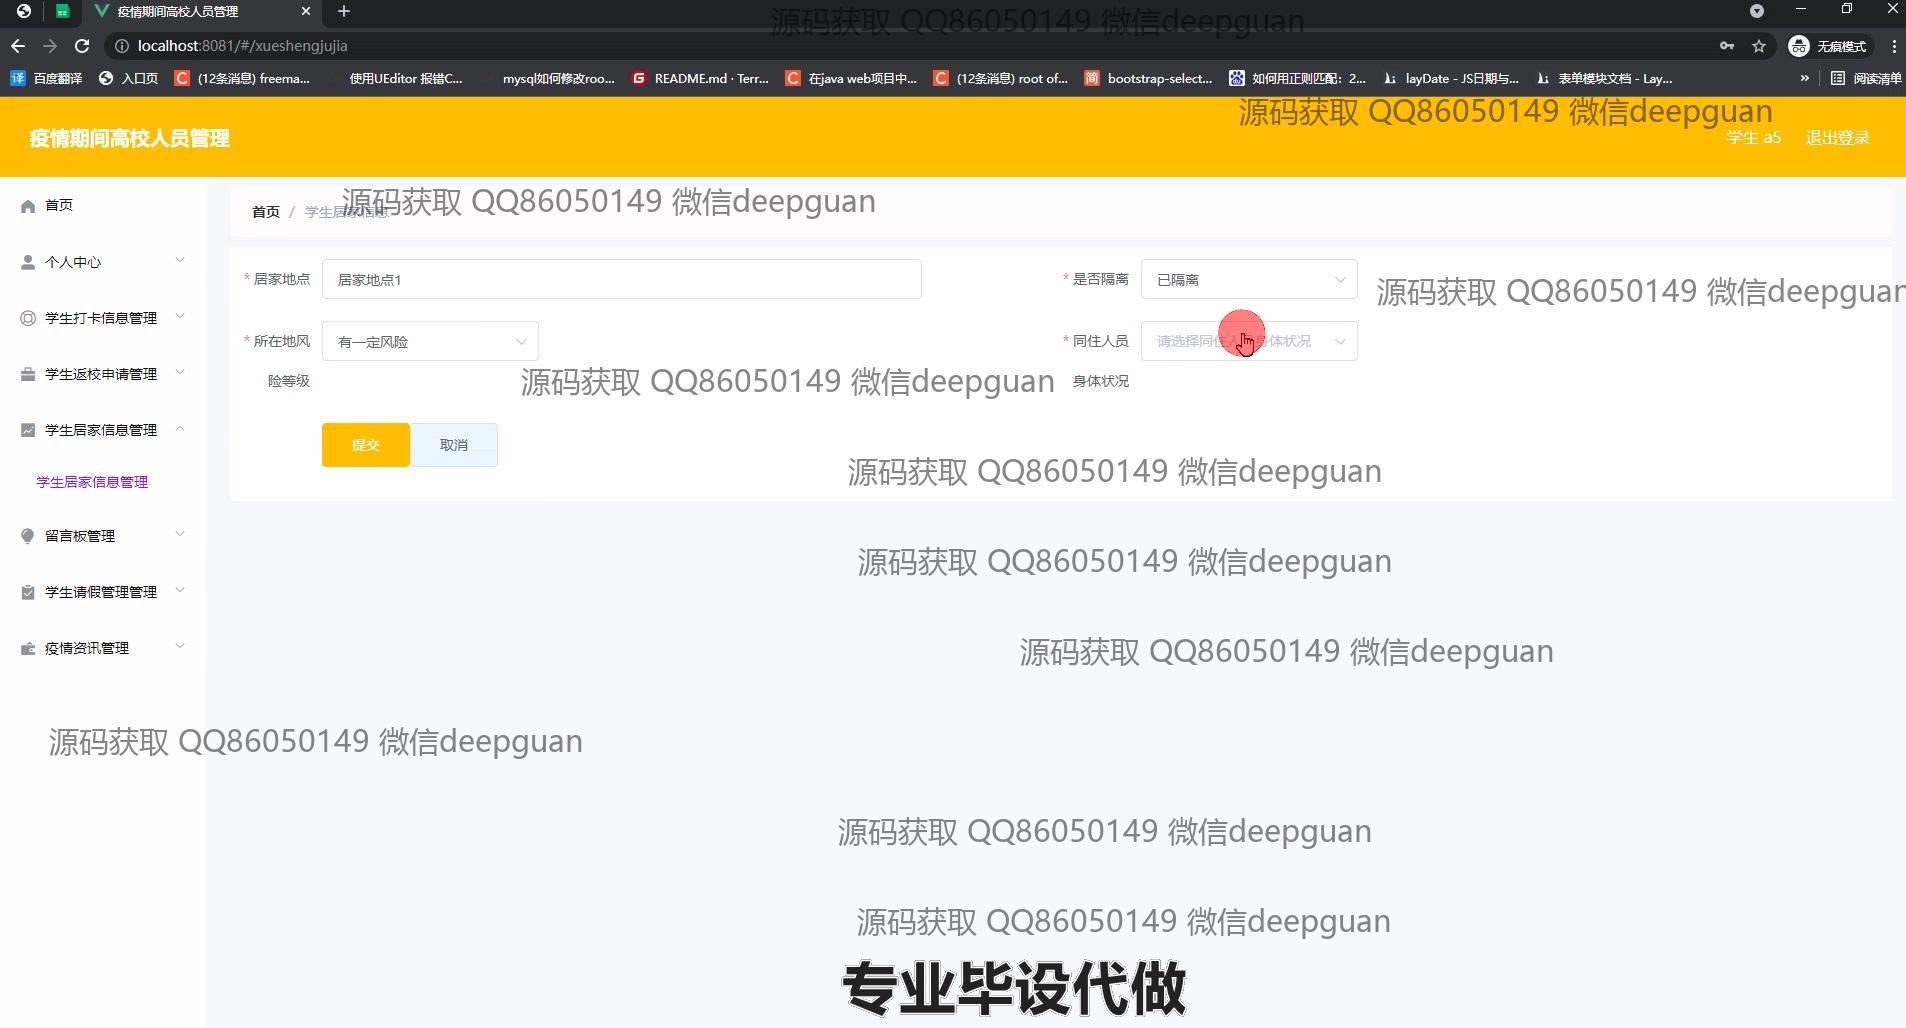 疫情期间高校人员管理
源码获取 QQ86050149 微信deepguan
localhost:8081/#/xueshengjujia
无痕模式
百度翻译
入口页
(12条消息) freema...
使用UEditor 报错C...
mysql如何修改roo...
README.md · Terr...
在java web项目中...
(12条消息) root of...
bootstrap-select...
如何用正则匹配：2...
layDate - JS日期与...
表单模块文档 - Lay...
»
阅读清单
源码获取 QQ86050149 微信deepguan
疫情期间高校人员管理
学生 a5
退出登录
首页
源码获取 QQ86050149 微信deepguan
首页 / 学生居家信息
个人中心
* 居家地点
居家地点1
* 是否隔离
已隔离
源码获取 QQ86050149 微信deepguan
学生打卡信息管理
* 所在地风险等级
有一定风险
* 同住人员身体状况
请选择同住人员身体状况
学生返校申请管理
源码获取 QQ86050149 微信deepguan
学生居家信息管理
提交
取消
源码获取 QQ86050149 微信deepguan
学生居家信息管理
留言板管理
源码获取 QQ86050149 微信deepguan
学生请假管理管理
疫情资讯管理
源码获取 QQ86050149 微信deepguan
源码获取 QQ86050149 微信deepguan
源码获取 QQ86050149 微信deepguan
源码获取 QQ86050149 微信deepguan
专业毕设代做